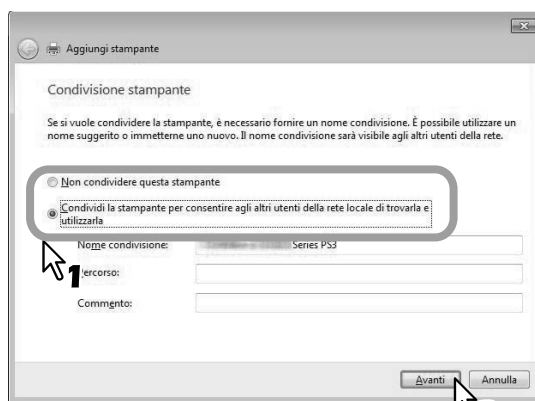 Aggiungi stampante
Condivisione stampante
Se si vuole condividere la stampante, è necessario fornire un nome condivisione. È possibile utilizzare un
nome suggerito o immetterne uno nuovo. Il nome condivisione sarà visibile agli altri utenti della rete.
Non condividere questa stampante
Condividi la stampante per consentire agli altri utenti della rete locale di trovarla e
utilizzarla
Nome condivisione: Series PS3
1 Percorso:
Commento:
Avanti Annulla